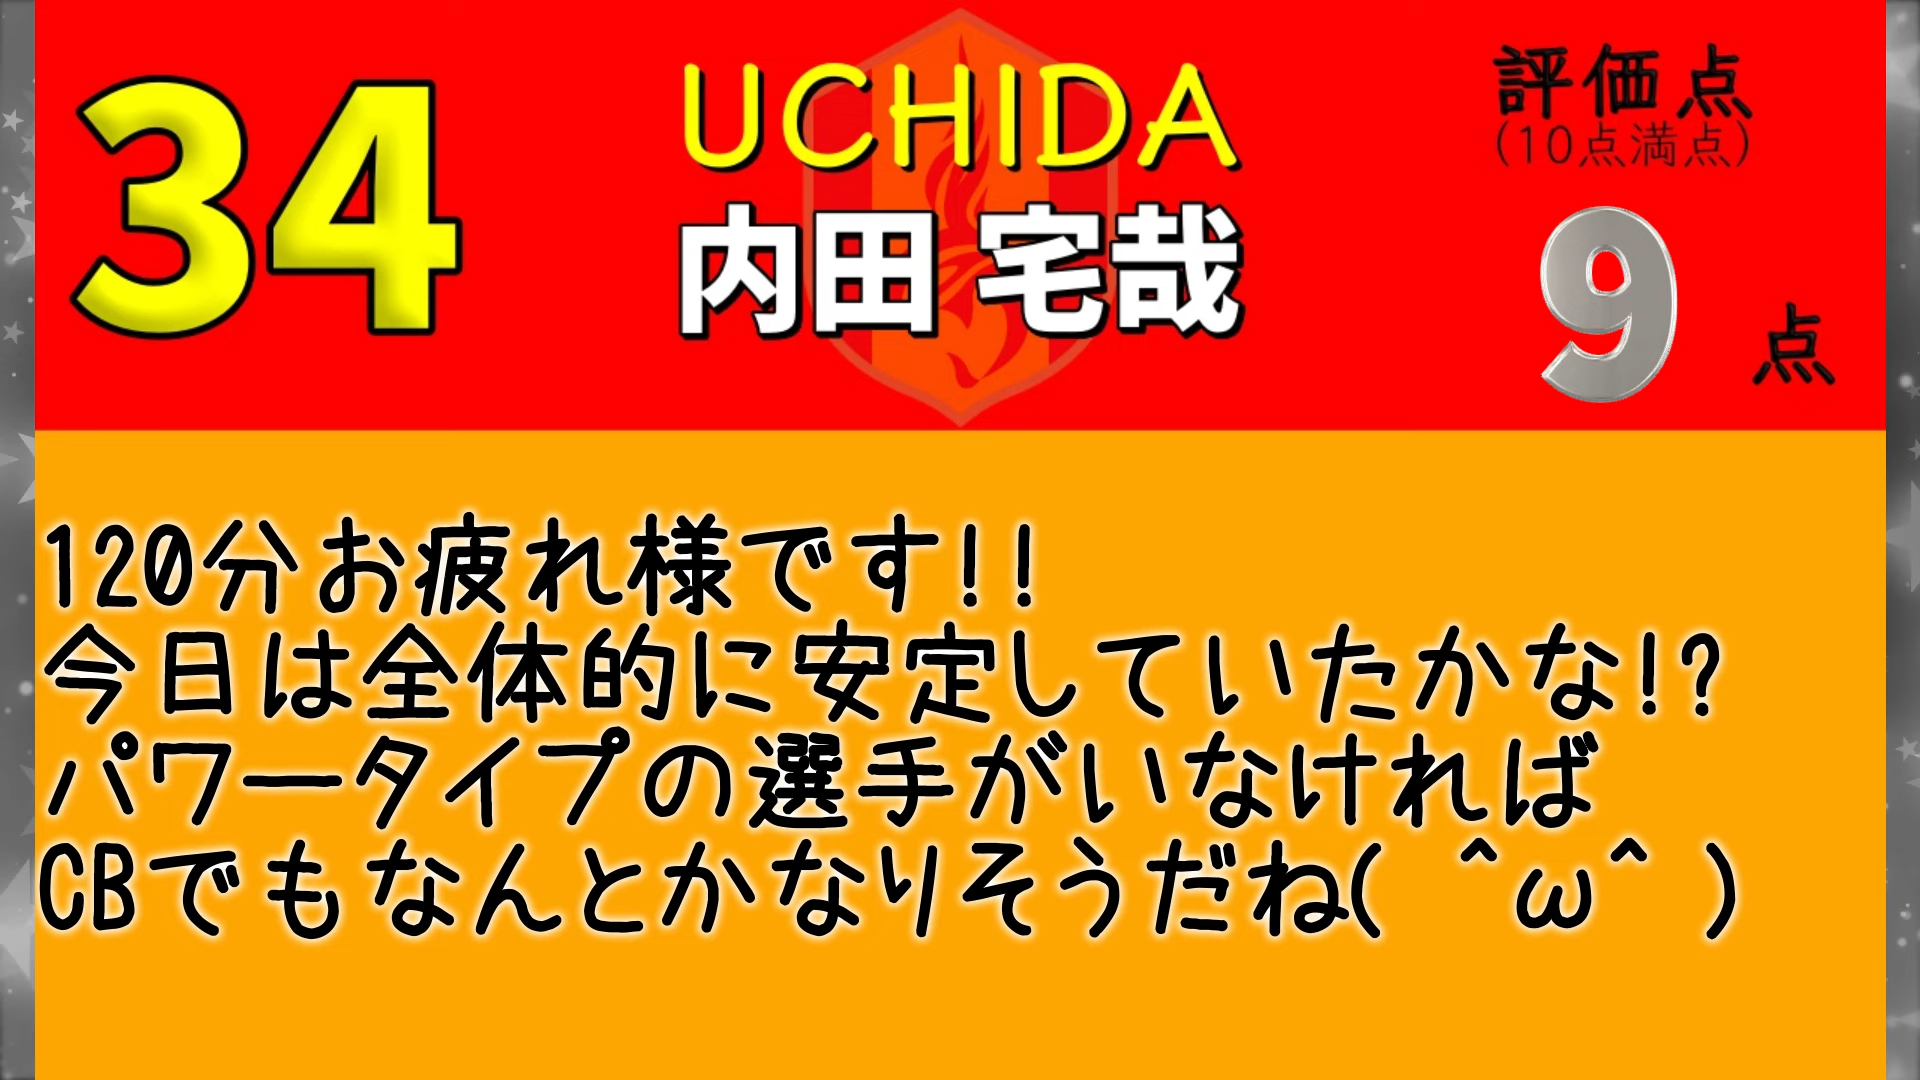 34
UCHIDA
内田 宅哉
評価点
(10点満点)
9 点
120分お疲れ様です!!
今日は全体的に安定していたかな!?
パワータイプの選手がいなければ
CBでもなんとかなりそうだね( ^ω^ )